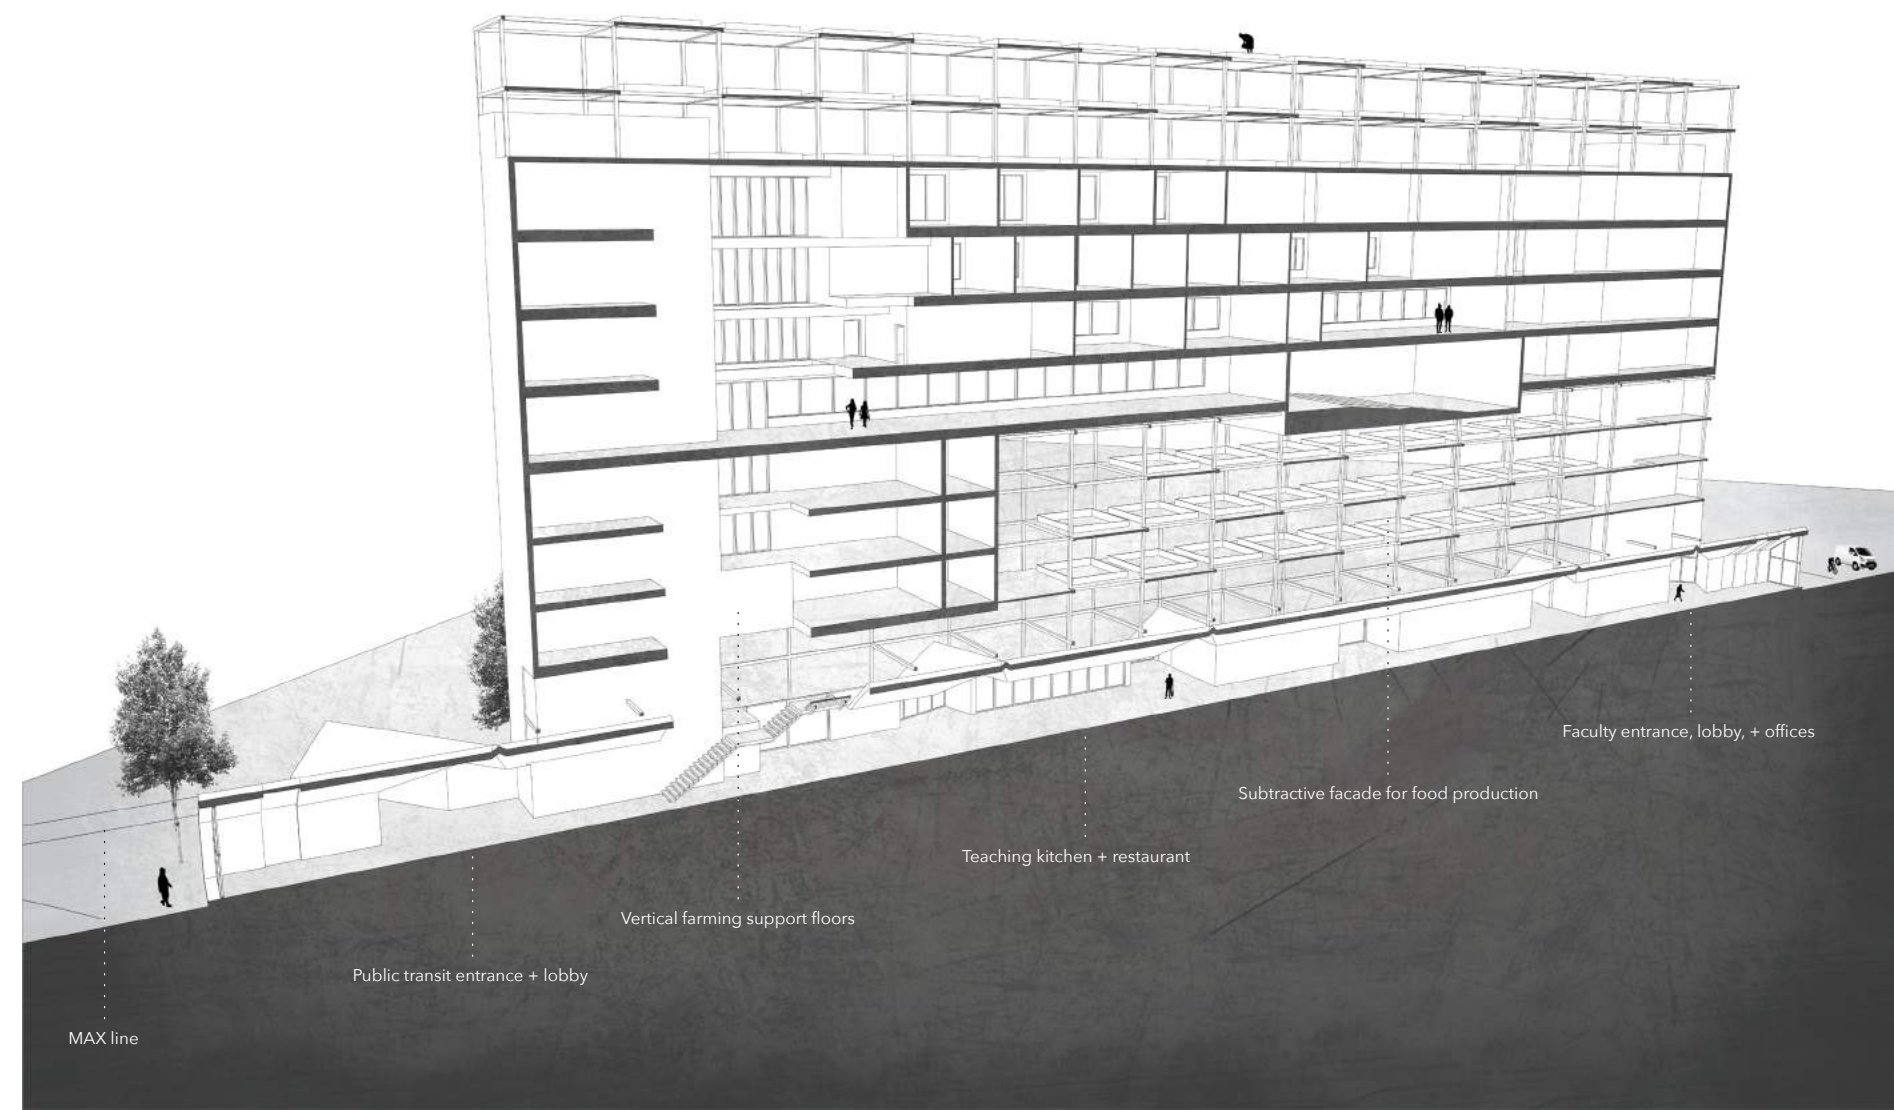 Faculty entrance, lobby, + offices
Subtractive facade for food production
Teaching kitchen + restaurant
Vertical farming support floors
Public transit entrance + lobby
MAX line